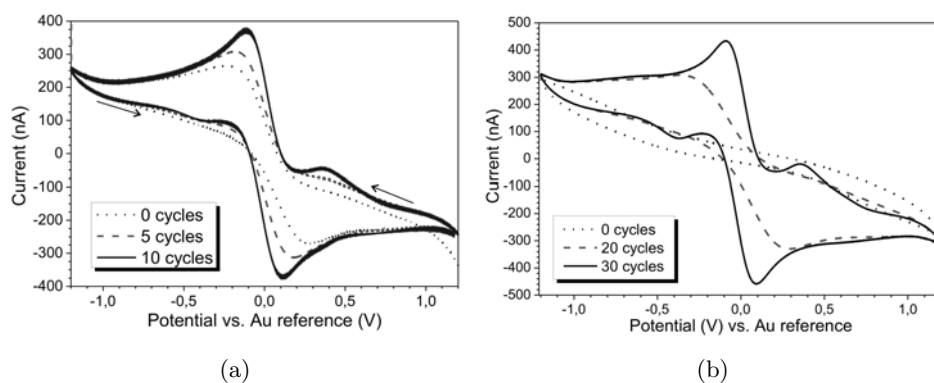 400
300
200
100
0
-100
-200
-300
-400
Current (nA)
0 cycles
5 cycles
10 cycles
-1,0
-0,5
0,0
0,5
1,0
Potential vs. Au reference (V)
(a)
500
400
300
200
100
0
-100
-200
-300
-400
-500
Current (nA)
0 cycles
20 cycles
30 cycles
-1,0
-0,5
0,0
0,5
1,0
Potential (V) vs. Au reference
(b)